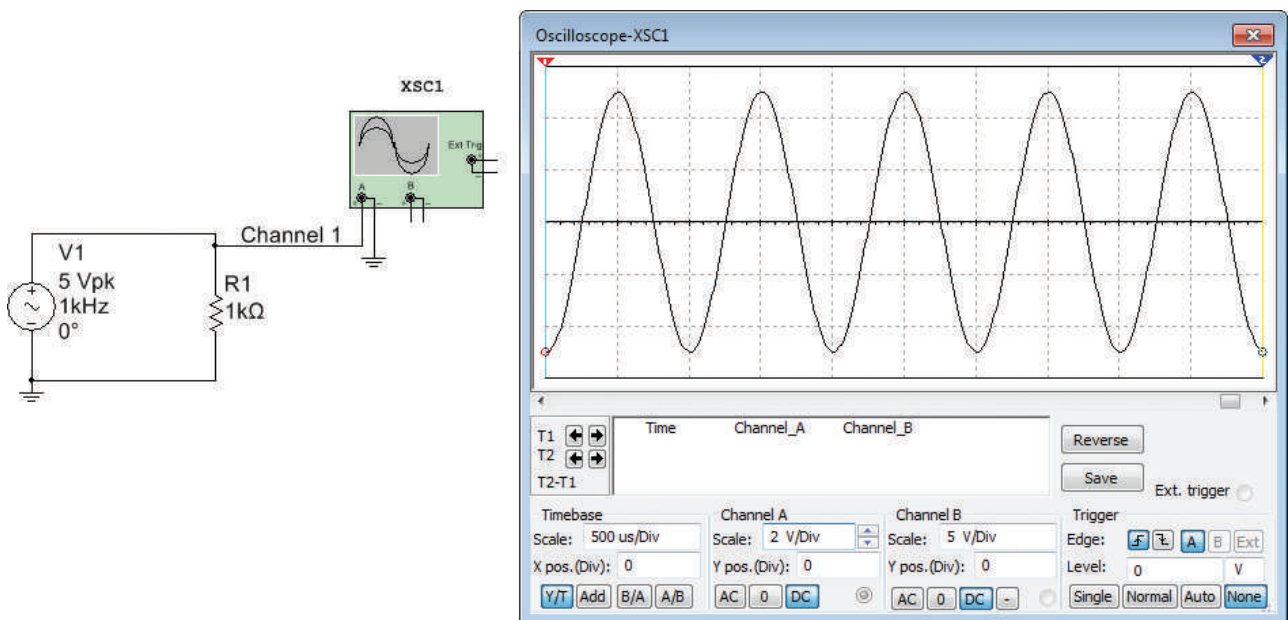 XSC1
Ext Trig
A
B
Channel 1
V1
5 Vpk
1kHz
0°
R1
1kΩ
Oscilloscope-XSC1
1
2
Time Channel_A Channel_B
T1
T2
T2-T1
Reverse
Save
Ext. trigger
Timebase
Scale: 500 us/Div
X pos.(Div): 0
Y/T Add B/A A/B
Channel A
Scale: 2 V/Div
Y pos.(Div): 0
AC 0 DC
Channel B
Scale: 5 V/Div
Y pos.(Div): 0
AC 0 DC -
Trigger
Edge: A B Ext
Level: 0 V
Single Normal Auto None